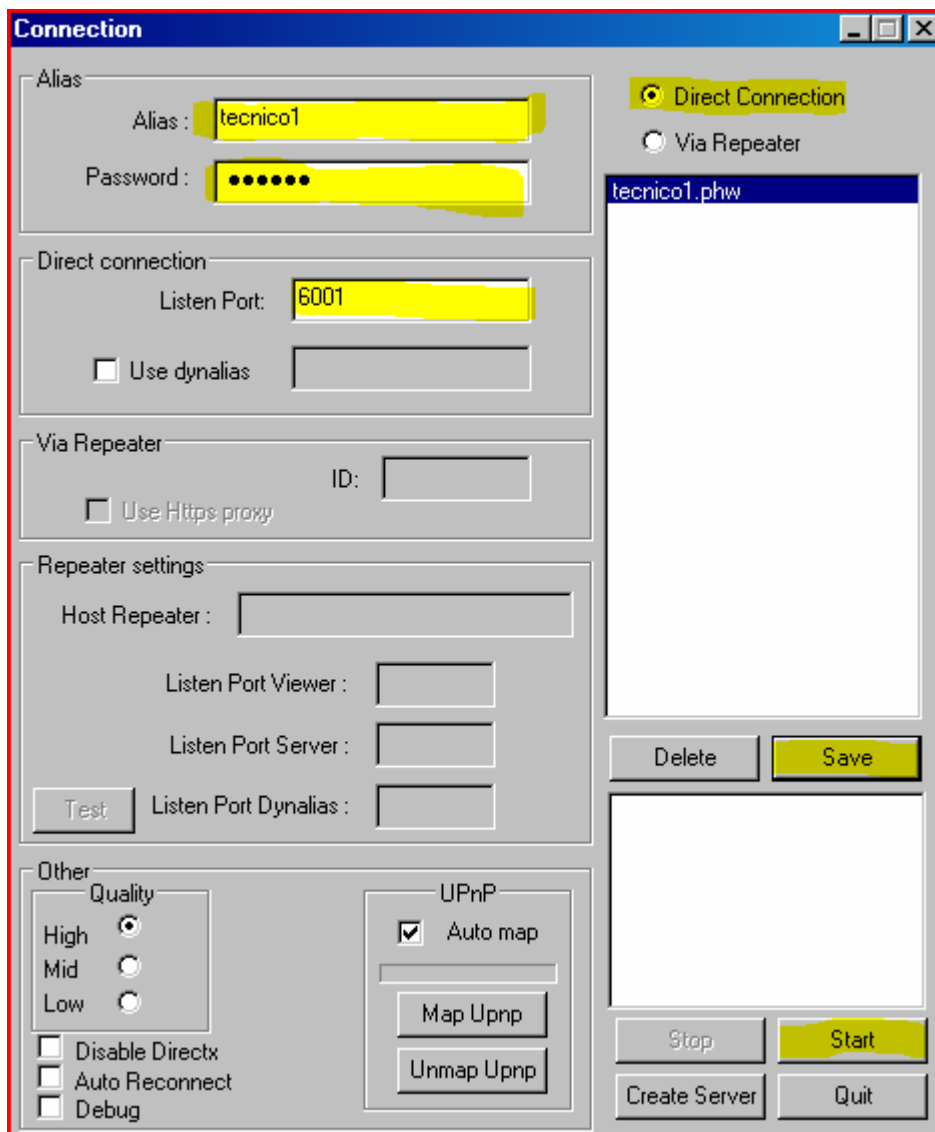 Connection
Alias
Alias :
tecnico1
Password :
●●●●●●
Direct connection
Listen Port:
6001
Use dynalias
Via Repeater
ID:
Use Https proxy
Repeater settings
Host Repeater :
Listen Port Viewer :
Listen Port Server :
Test
Listen Port Dynalias :
Other
Quality
High
Mid
Low
Disable Directx
Auto Reconnect
Debug
UPnP
Auto map
Map Upnp
Unmap Upnp
Direct Connection
Via Repeater
tecnico1.phw
Delete
Save
Stop
Start
Create Server
Quit